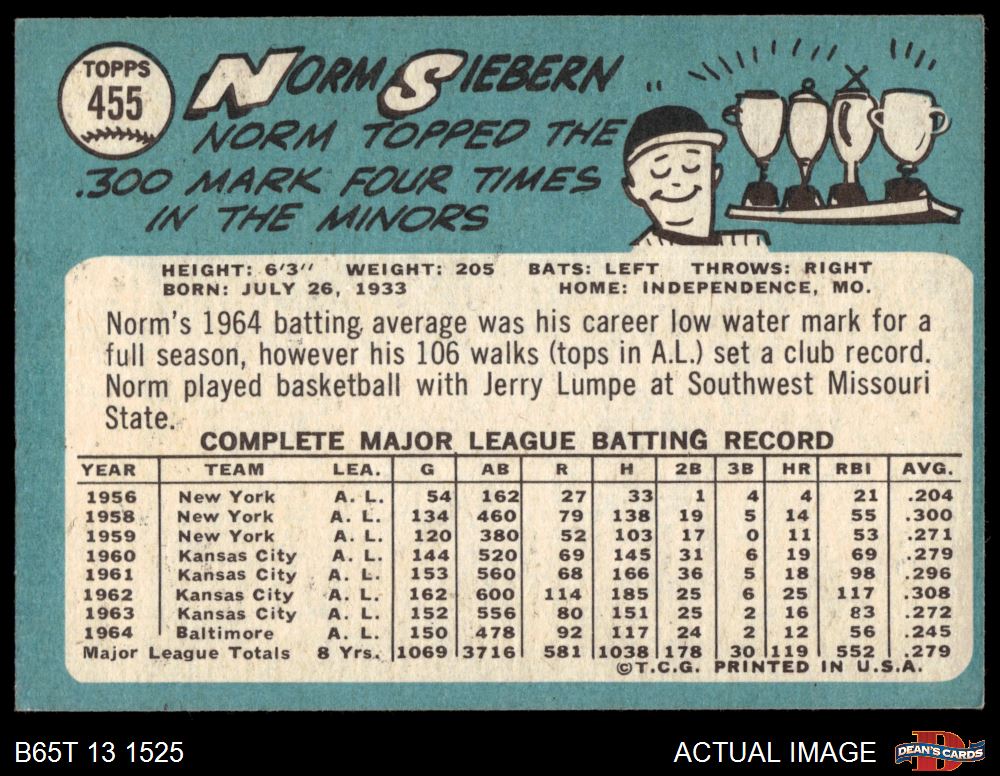 TOPPS
455
NORM SIEBERN
NORM TOPPED THE
.300 MARK FOUR TIMES
IN THE MINORS
HEIGHT: 6'3" WEIGHT: 205 BATS: LEFT THROWS: RIGHT
BORN: JULY 26, 1933 HOME: INDEPENDENCE, MO.
Norm's 1964 batting average was his career low water mark for a
full season, however his 106 walks (tops in A.L.) set a club record.
Norm played basketball with Jerry Lumpe at Southwest Missouri
State.
COMPLETE MAJOR LEAGUE BATTING RECORD
YEAR TEAM LEA. G AB R H 2B 3B HR RBI AVG.
1956 New York A. L. 54 162 27 33 1 4 4 21 .204
1958 New York A. L. 134 460 79 138 19 5 14 55 .300
1959 New York A. L. 120 380 52 103 17 0 11 53 .271
1960 Kansas City A. L. 144 520 69 145 31 6 19 69 .279
1961 Kansas City A. L. 153 560 68 166 36 5 18 98 .296
1962 Kansas City A. L. 162 600 114 185 25 6 25 117 .308
1963 Kansas City A. L. 152 556 80 151 25 2 16 83 .272
1964 Baltimore A. L. 150 478 92 117 24 2 12 56 .245
Major League Totals 8 Yrs. 1069 3716 581 1038 178 30 119 552 .279
©T.C.G. PRINTED IN U.S.A.
B65T 13 1525 ACTUAL IMAGE DEAN'S CARDS